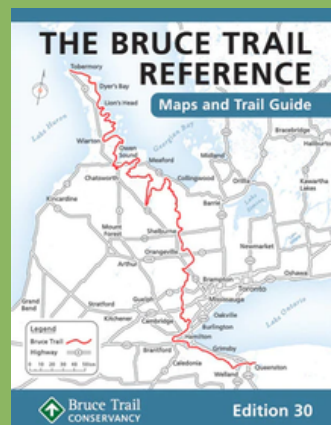 THE BRUCE TRAIL
REFERENCE
Maps and Trail Guide
Tobermory
Dyer's Bay
Lion's Head
Lake Huron
Georgian Bay
Wiarton
Owen
Sound
Meaford
Chatsworth
Collingwood
Midland
Orillia
Bracebridge
Haliburton
Kawartha
Lakes
Barrie
Kincardine
Mount
Forest
Shelburne
Orangeville
Newmarket
Arthur
Oshawa
Brampton
Toronto
Mississauga
Grand
Bend
Stratford
Guelph
Kitchener
Cambridge
Oakville
Burlington
Hamilton
Lake Ontario
Brantford
Grimsby
Caledonia
Welland
Queenston
Legend
Bruce Trail
Highway
Bruce Trail
CONSERVANCY
Edition 30